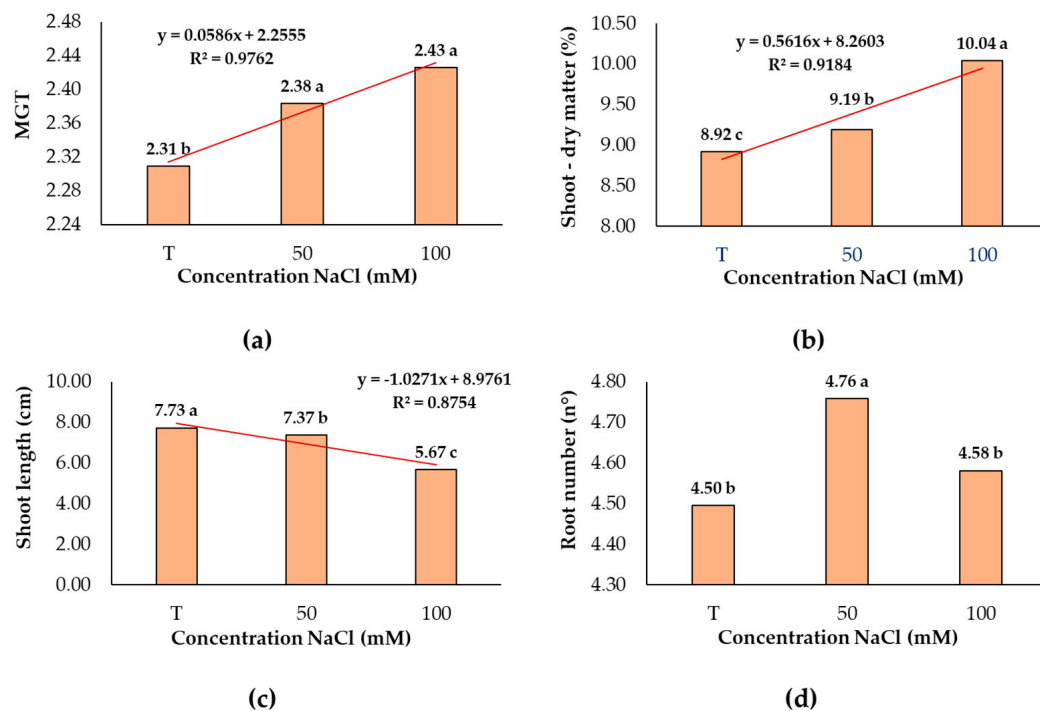 2.48
2.44
2.40
2.36
2.32
2.28
2.24
MGT
y = 0.0586x + 2.2555
R² = 0.9762
2.31 b
2.38 a
2.43 a
T 50 100
Concentration NaCl (mM)
(a)
10.50
10.00
9.50
9.00
8.50
8.00
Shoot - dry matter (%)
y = 0.5616x + 8.2603
R² = 0.9184
8.92 c
9.19 b
10.04 a
T 50 100
Concentration NaCl (mM)
(b)
10.00
8.00
6.00
4.00
2.00
0.00
Shoot length (cm)
y = -1.0271x + 8.9761
R² = 0.8754
7.73 a
7.37 b
5.67 c
T 50 100
Concentration NaCl (mM)
(c)
4.80
4.70
4.60
4.50
4.40
4.30
Root number (n°)
4.50 b
4.76 a
4.58 b
T 50 100
Concentration NaCl (mM)
(d)